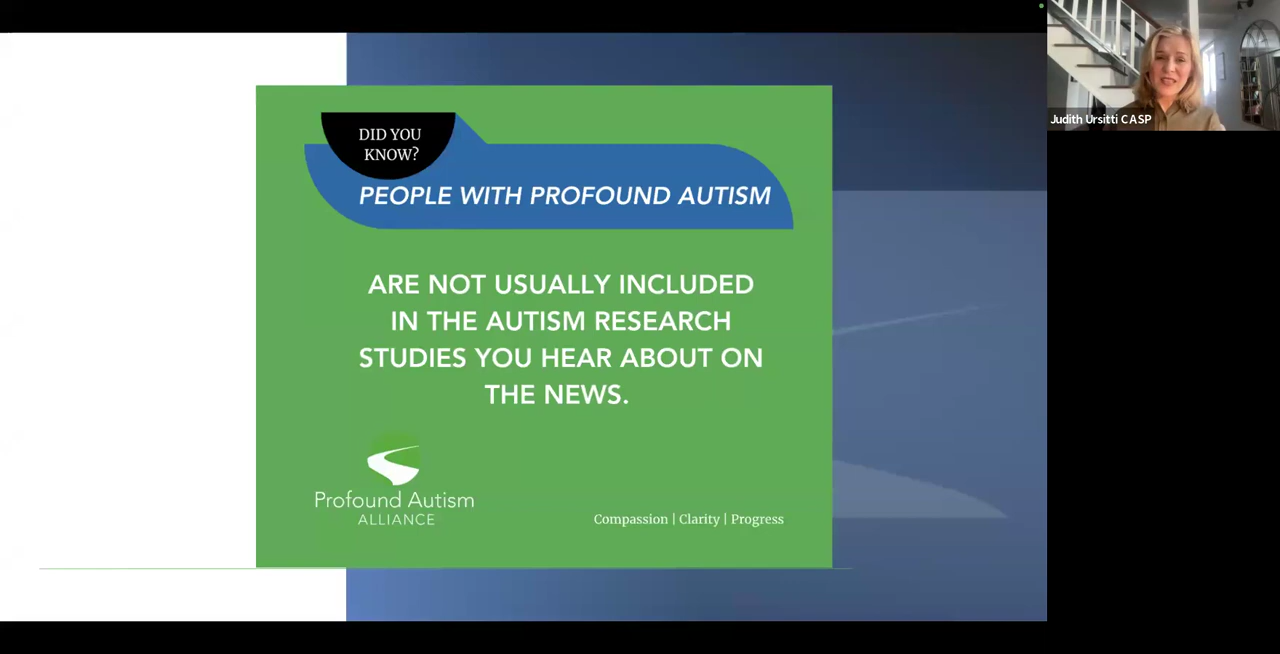 DID YOU
KNOW?
PEOPLE WITH PROFOUND AUTISM
ARE NOT USUALLY INCLUDED
IN THE AUTISM RESEARCH
STUDIES YOU HEAR ABOUT ON
THE NEWS.
Profound Autism
ALLIANCE
Compassion | Clarity | Progress
Judith Ursitti CASP